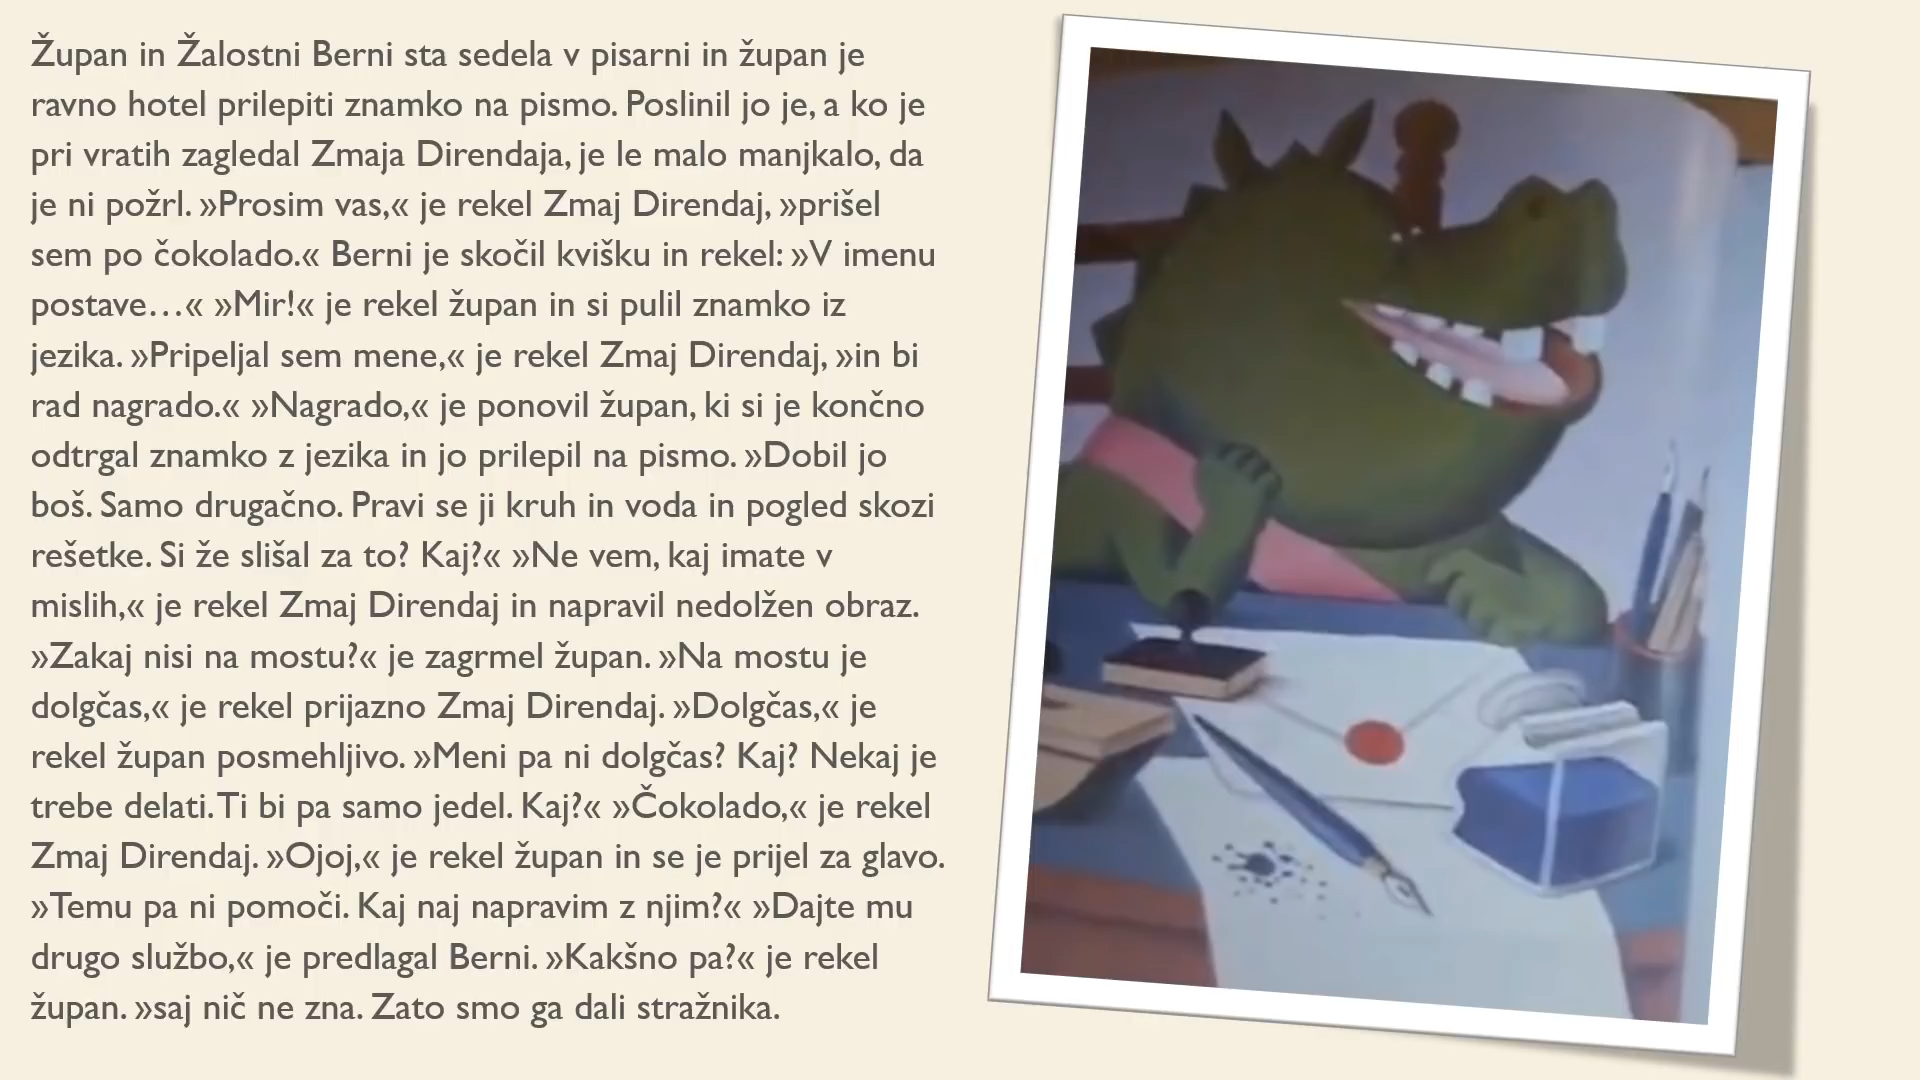 Župan in Žalostni Berni sta sedela v pisarni in župan je
ravno hotel prilepiti znamko na pismo. Poslinil jo je, a ko je
pri vratih zagledal Zmaja Direndaja, je le malo manjkalo, da
je ni požrl. »Prosim vas,« je rekel Zmaj Direndaj, »prišel
sem po čokolado.« Berni je skočil kvišku in rekel: »V imenu
postave…« »Mir!« je rekel župan in si pulil znamko iz
jezika. »Pripeljal sem mene,« je rekel Zmaj Direndaj, »in bi
rad nagrado.« »Nagrado,« je ponovil župan, ki si je končno
odtrgal znamko z jezika in jo prilepil na pismo. »Dobil jo
boš. Samo drugačno. Pravi se ji kruh in voda in pogled skozi
rešetke. Si že slišal za to? Kaj?« »Ne vem, kaj imate v
mislih,« je rekel Zmaj Direndaj in napravil nedolžen obraz.
»Zakaj nisi na mostu?« je zagrmel župan. »Na mostu je
dolgčas,« je rekel prijazno Zmaj Direndaj. »Dolgčas,« je
rekel župan posmehljivo. »Meni pa ni dolgčas? Kaj? Nekaj je
trebe delati. Ti bi pa samo jedel. Kaj?« »Čokolado,« je rekel
Zmaj Direndaj. »Ojoj,« je rekel župan in se je prijel za glavo.
»Temu pa ni pomoči. Kaj naj napravim z njim?« »Dajte mu
drugo službo,« je predlagal Berni. »Kakšno pa?« je rekel
župan. »saj nič ne zna. Zato smo ga dali stražnika.